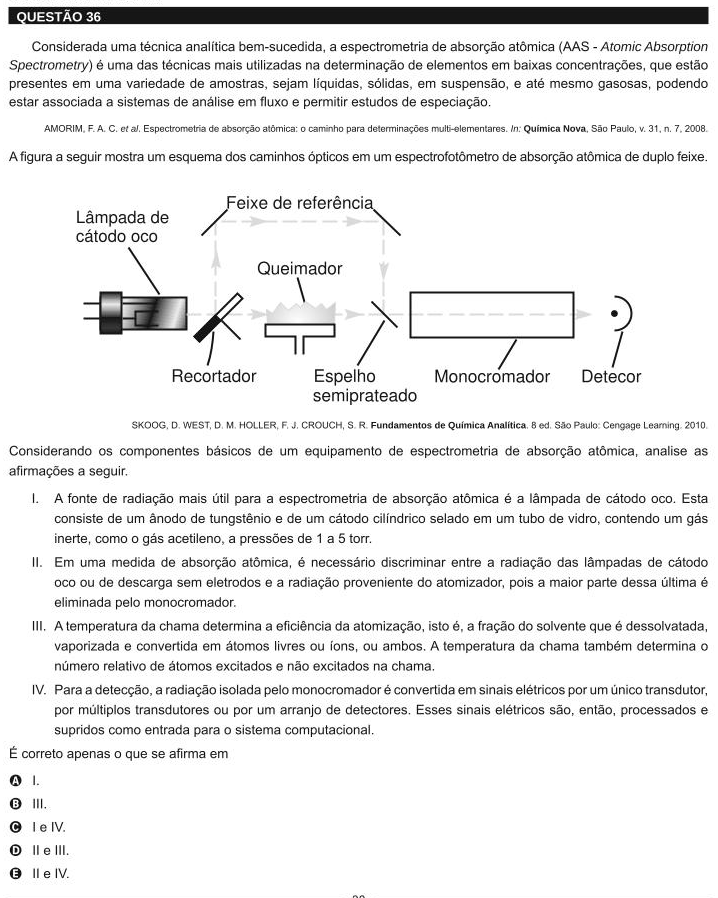 QUESTÃO 36
Considerada uma técnica analítica bem-sucedida, a espectrometria de absorção atômica (AAS - Atomic Absorption
Spectrometry) é uma das técnicas mais utilizadas na determinação de elementos em baixas concentrações, que estão
presentes em uma variedade de amostras, sejam líquidas, sólidas, em suspensão, e até mesmo gasosas, podendo
estar associada a sistemas de análise em fluxo e permitir estudos de especiação.
AMORIM, F. A. C. et al. Espectrometria de absorção atômica: o caminho para determinações multi-elementares. In: Química Nova, São Paulo, v. 31, n. 7, 2008.
A figura a seguir mostra um esquema dos caminhos ópticos em um espectrofotômetro de absorção atômica de duplo feixe.
Feixe de referência
Lâmpada de
cátodo oco
Queimador
Recortador
Espelho
semiprateado
Monocromador
Detecor
SKOOG, D. WEST, D. M. HOLLER, F. J. CROUCH, S. R. Fundamentos de Química Analítica. 8 ed. São Paulo: Cengage Learning. 2010.
Considerando os componentes básicos de um equipamento de espectrometria de absorção atômica, analise as
afirmações a seguir.
I. A fonte de radiação mais útil para a espectrometria de absorção atômica é a lâmpada de cátodo oco. Esta
consiste de um ânodo de tungstênio e de um cátodo cilíndrico selado em um tubo de vidro, contendo um gás
inerte, como o gás acetileno, a pressões de 1 a 5 torr.
II. Em uma medida de absorção atômica, é necessário discriminar entre a radiação das lâmpadas de cátodo
oco ou de descarga sem eletrodos e a radiação proveniente do atomizador, pois a maior parte dessa última é
eliminada pelo monocromador.
III. A temperatura da chama determina a eficiência da atomização, isto é, a fração do solvente que é dessolvatada,
vaporizada e convertida em átomos livres ou íons, ou ambos. A temperatura da chama também determina o
número relativo de átomos excitados e não excitados na chama.
IV. Para a detecção, a radiação isolada pelo monocromador é convertida em sinais elétricos por um único transdutor,
por múltiplos transdutores ou por um arranjo de detectores. Esses sinais elétricos são, então, processados e
supridos como entrada para o sistema computacional.
É correto apenas o que se afirma em
A I.
B III.
C I e IV.
D II e III.
E II e IV.